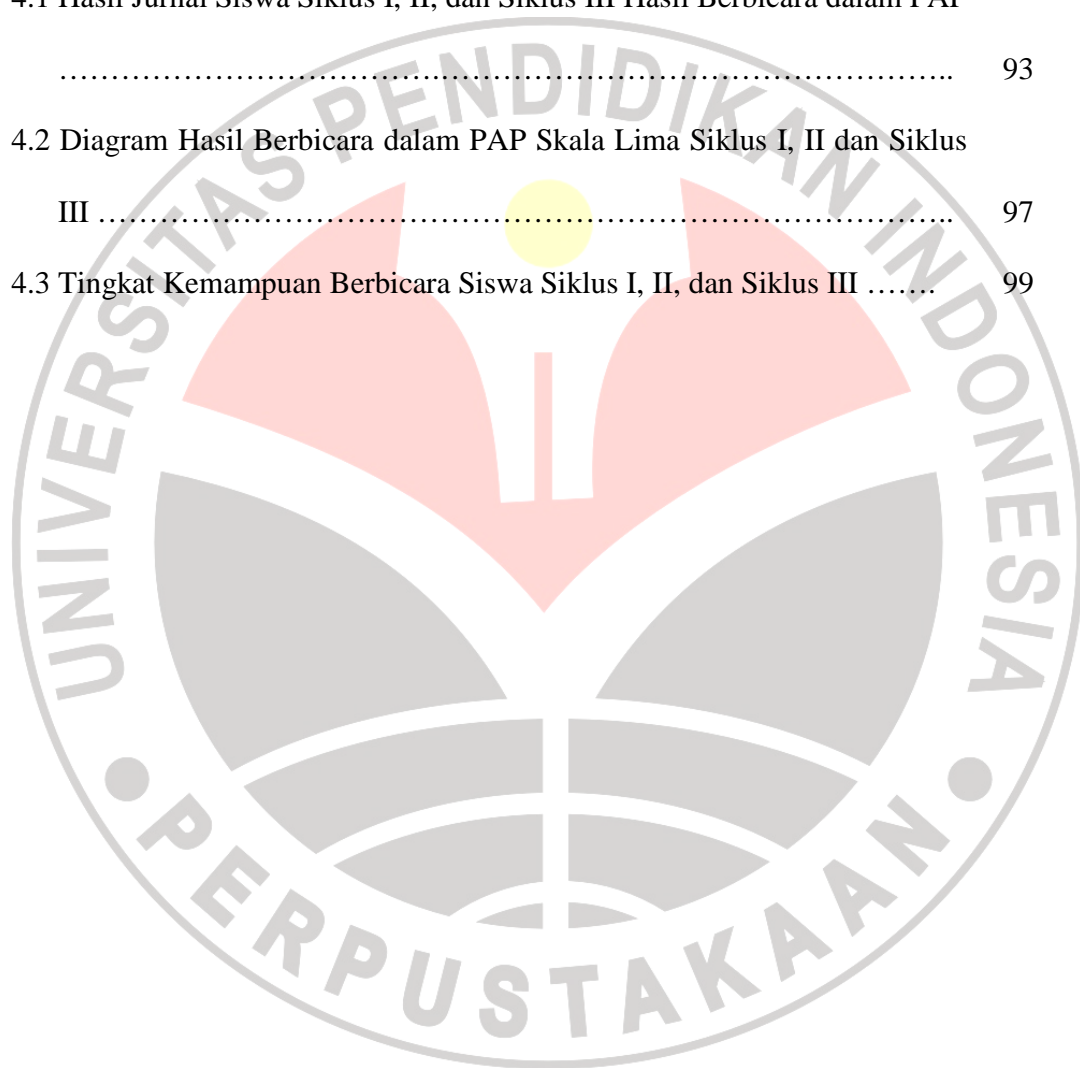 4.1 Hasil Jurnal Siswa Siklus I, II, dan Siklus III Hasil Berbicara dalam PAP
……………………………………………………………………….. 93
4.2 Diagram Hasil Berbicara dalam PAP Skala Lima Siklus I, II dan Siklus
III …………………………………………………………………….. 97
4.3 Tingkat Kemampuan Berbicara Siswa Siklus I, II, dan Siklus III ……. 99
UNIVERSITAS PENDIDIKAN INDONESIA
PERPUSTAKAAN